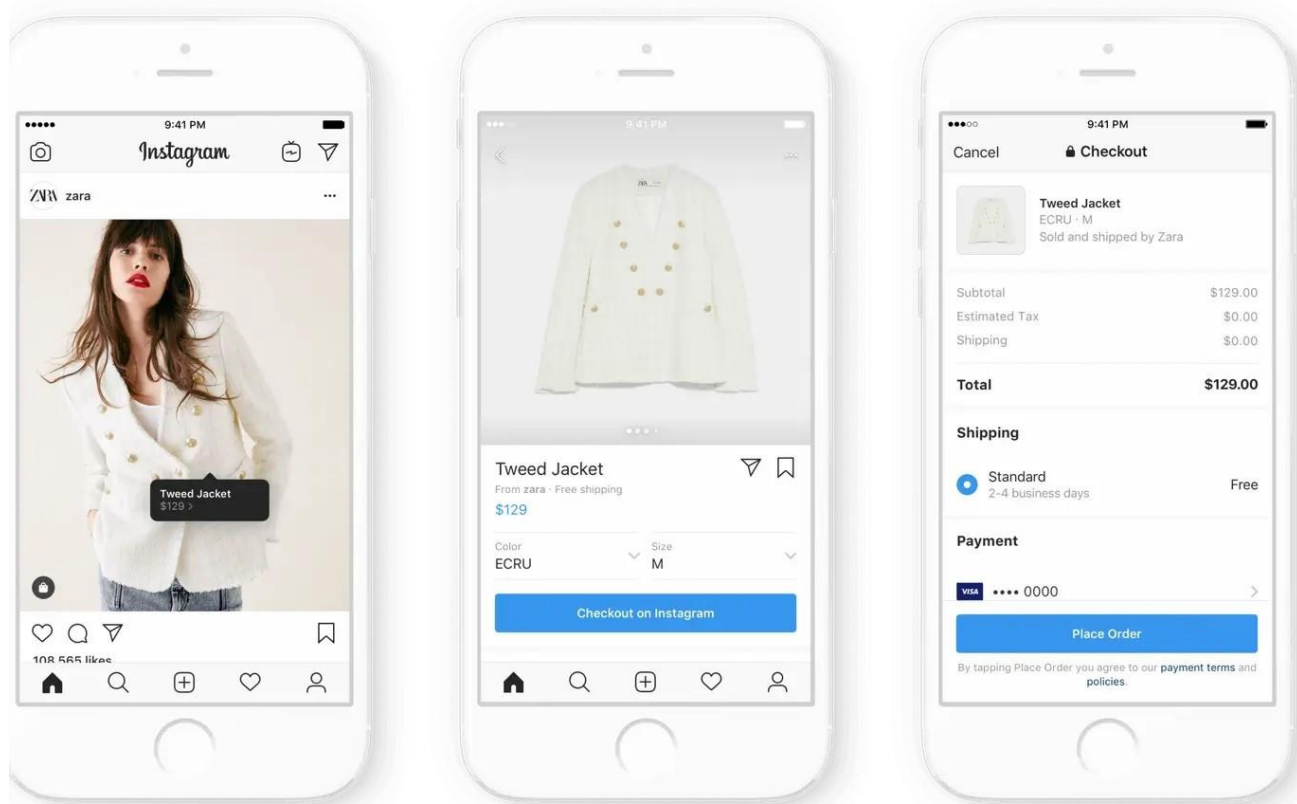 9:41 PM
Instagram
ZARA zara
Tweed Jacket
$129 >
108,565 likes
9:41 PM
ZARA
Tweed Jacket
From zara · Free shipping
$129
Color
ECRU
Size
M
Checkout on Instagram
9:41 PM
Cancel
Checkout
Tweed Jacket
ECRU · M
Sold and shipped by Zara
Subtotal $129.00
Estimated Tax $0.00
Shipping $0.00
Total $129.00
Shipping
Standard
2-4 business days
Free
Payment
VISA •••• 0000
Place Order
By tapping Place Order you agree to our payment terms and
policies.